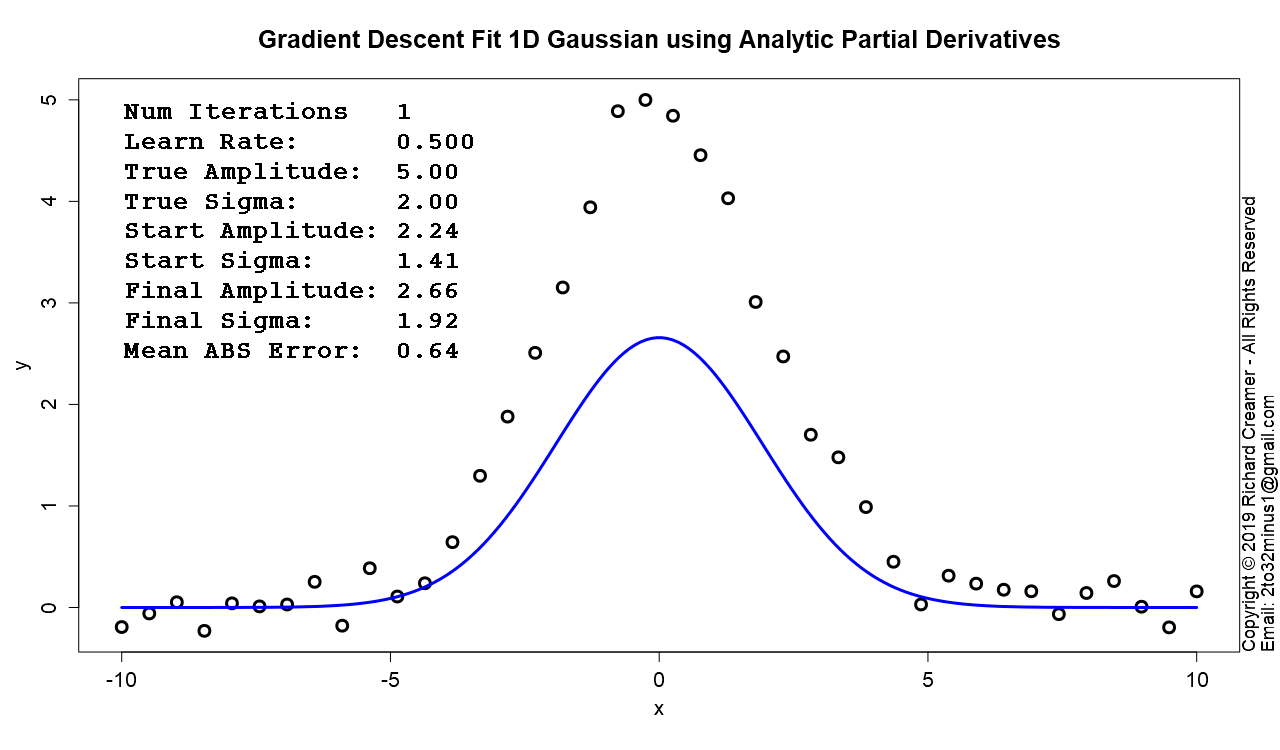 Gradient Descent Fit 1D Gaussian using Analytic Partial Derivatives
Num Iterations 1
Learn Rate: 0.500
True Amplitude: 5.00
True Sigma: 2.00
Start Amplitude: 2.24
Start Sigma: 1.41
Final Amplitude: 2.66
Final Sigma: 1.92
Mean ABS Error: 0.64
y
5
4
3
2
1
0
-10 -5 0 5 10
x
Copyright © 2019 Richard Creamer - All Rights Reserved
Email: 2to32minus1@gmail.com